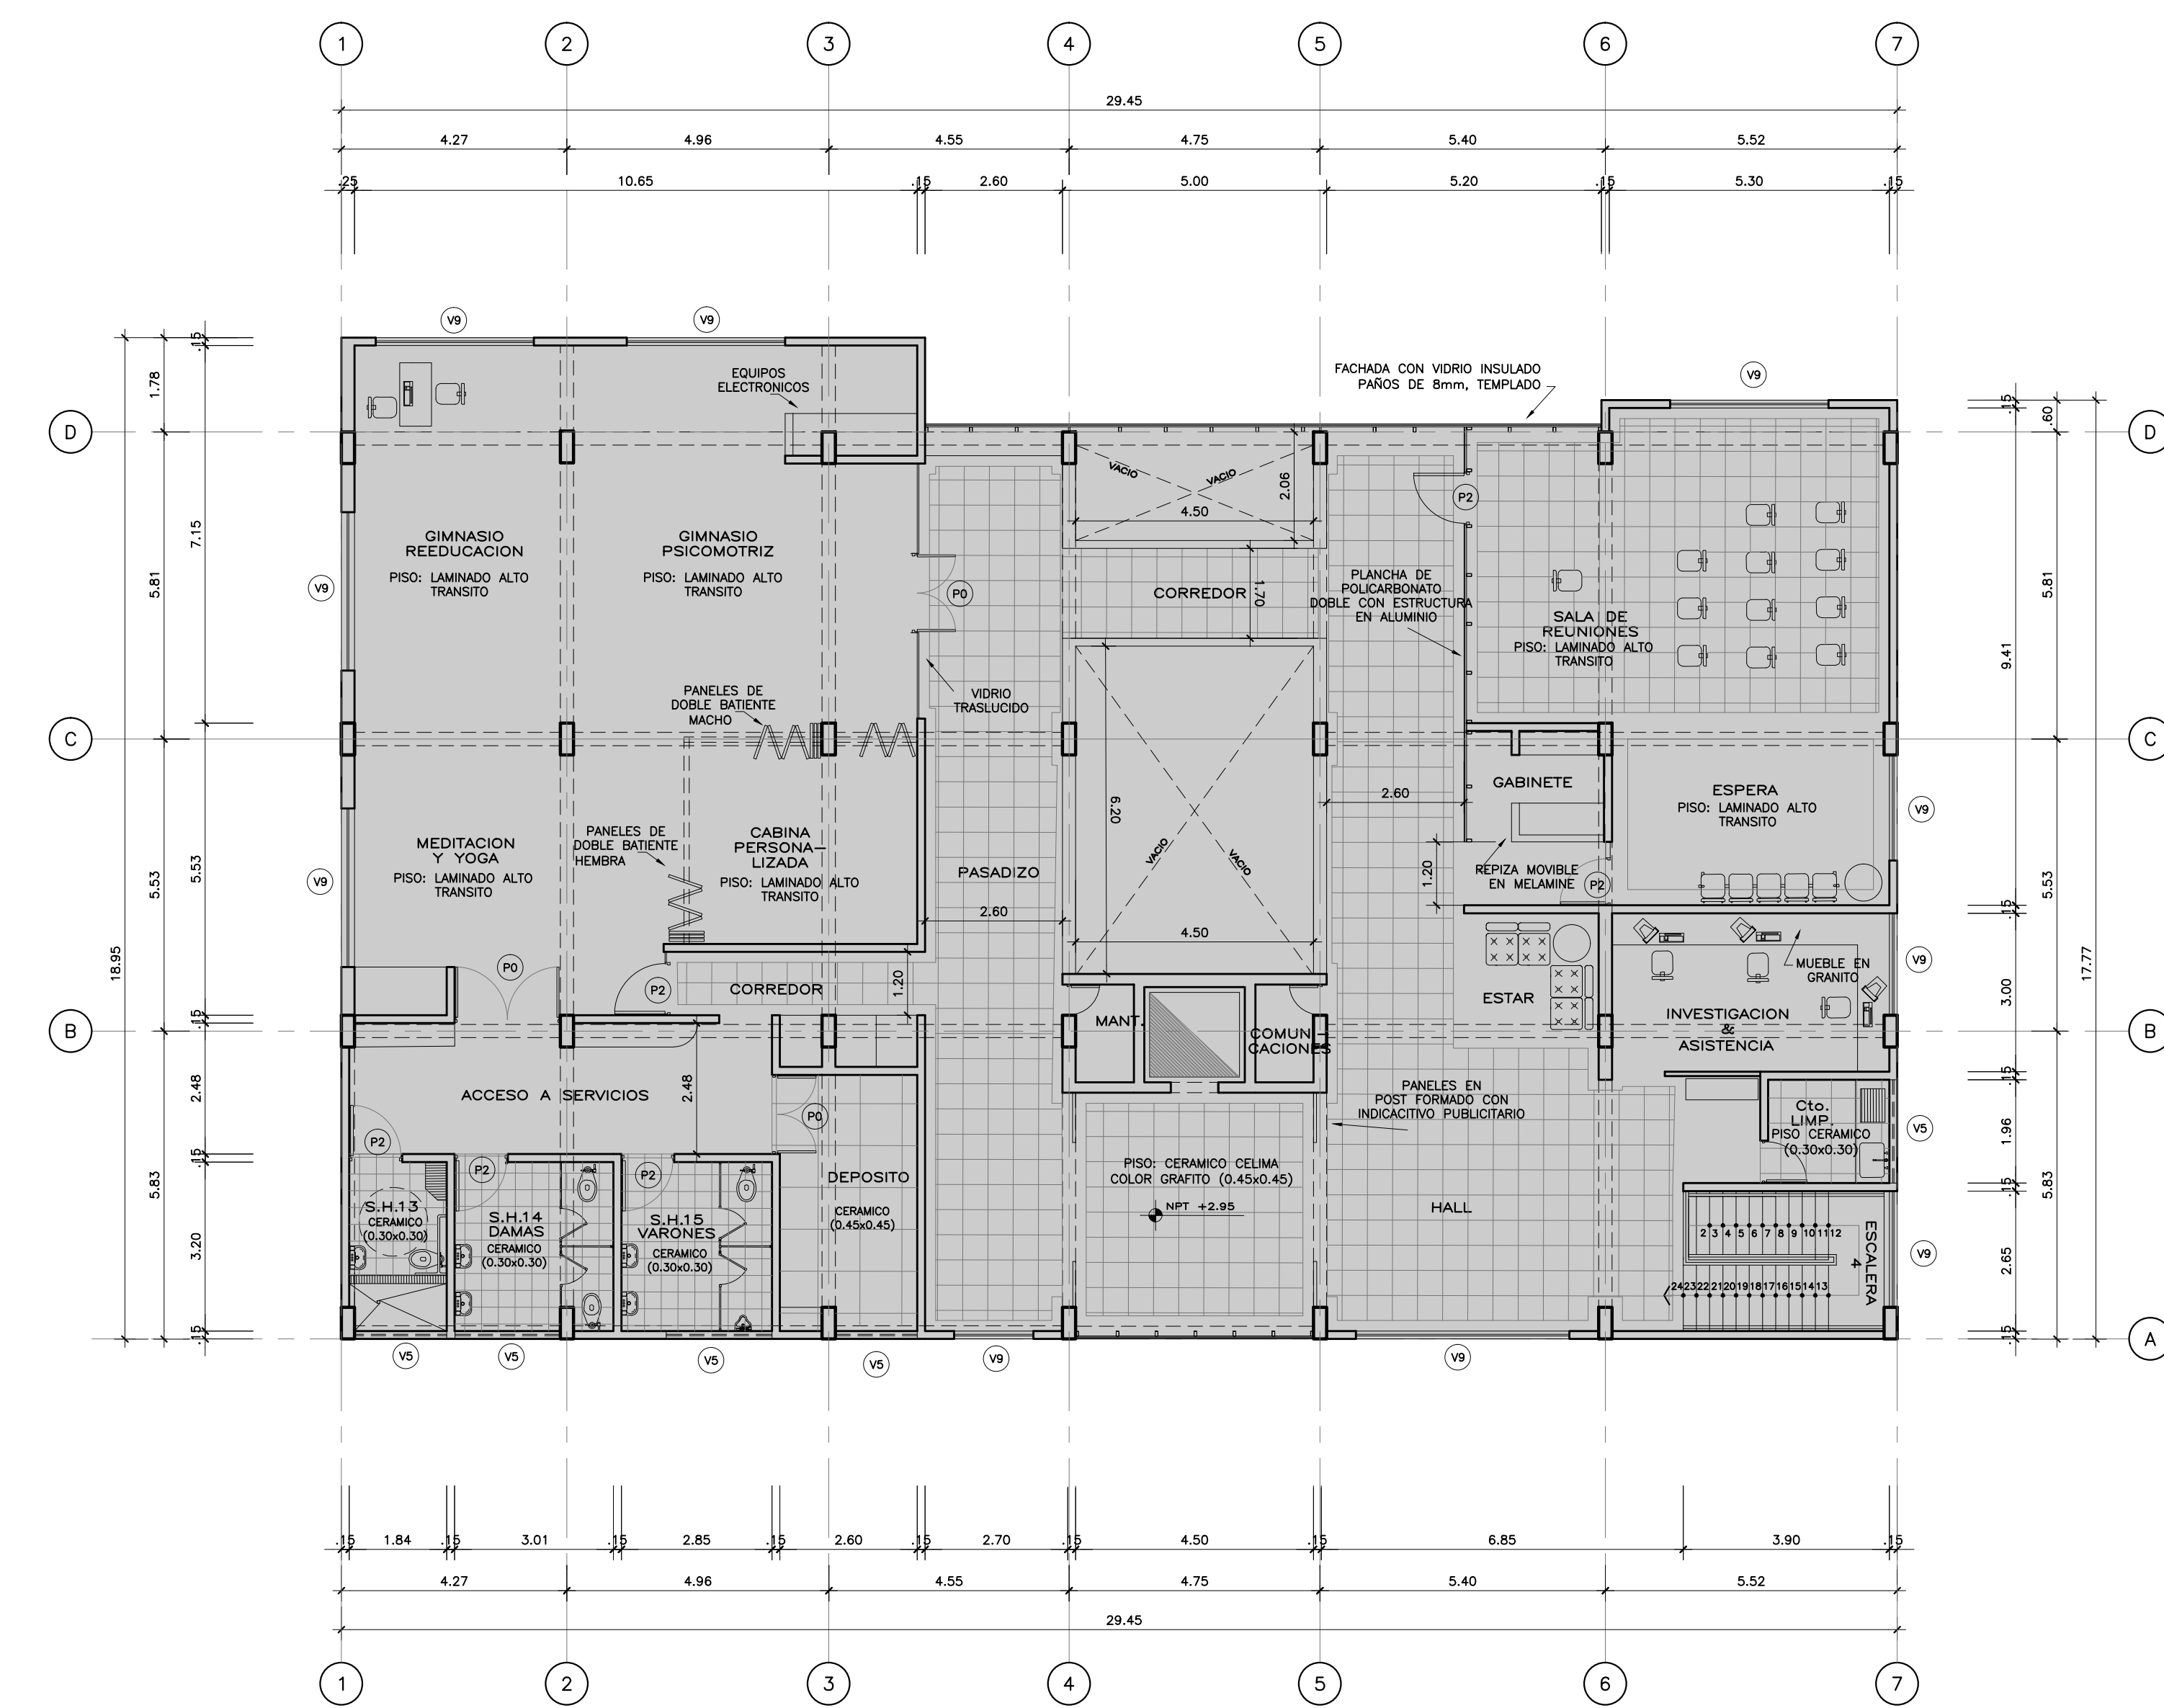 1 2 3 4 5 6 7
29.45
4.27 4.96 4.55 4.75 5.40 5.52
.25 10.65 .15 2.60 5.00 5.20 .15 5.30 .15
V9 V9
FACHADA CON VIDRIO INSULADO
PAÑOS DE 8mm, TEMPLADO
V9
EQUIPOS
ELECTRONICOS
.15
1.78
.15
.60
D D
VACIO VACIO
2.06
4.50
P2
7.15
5.81
GIMNASIO
REEDUCACION
PISO: LAMINADO ALTO
TRANSITO
GIMNASIO
PSICOMOTRIZ
PISO: LAMINADO ALTO
TRANSITO
V9
P0
CORREDOR
1.70
PLANCHA DE
POLICARBONATO
DOBLE CON ESTRUCTURA
EN ALUMINIO
SALA DE
REUNIONES
PISO: LAMINADO ALTO
TRANSITO
5.81
9.41
PANELES DE
DOBLE BATIENTE
MACHO
VIDRIO
TRASLUCIDO
C C
GABINETE
2.60
ESPERA
PISO: LAMINADO ALTO
TRANSITO
V9
6.20
VACIO VACIO
MEDITACION
Y YOGA
PISO: LAMINADO ALTO
TRANSITO
PANELES DE
DOBLE BATIENTE
HEMBRA
CABINA
PERSONA-
LIZADA
PISO: LAMINADO ALTO
TRANSITO
PASADIZO
V9
5.53
5.53
1.20
REPIZA MOVIBLE
EN MELAMINE
P2
5.53
.15
2.60
4.50
18.95
17.77
P0
P2
CORREDOR
1.20
MUEBLE EN
GRANITO
V9
3.00
ESTAR
MANT.
COMUN -
CACIONES
INVESTIGACION
&
ASISTENCIA
B B
.15
.15
2.48
ACCESO A SERVICIOS
2.48
P0
PANELES EN
POST FORMADO CON
INDICACITIVO PUBLICITARIO
Cto.
LIMP.
PISO CERAMICO
(0.30x0.30)
V5
1.96
P2 P2 P2
.15
5.83
3.20
.15
DEPOSITO
CERAMICO
(0.45x0.45)
PISO: CERAMICO CELIMA
COLOR GRAFITO (0.45x0.45)
NPT +2.95
HALL
S.H.13
CERAMICO
(0.30x0.30)
S.H.14
DAMAS
CERAMICO
(0.30x0.30)
S.H.15
VARONES
CERAMICO
(0.30x0.30)
2 3 4 5 6 7 8 9 10 11 12
24 23 22 21 20 19 18 17 16 15 14 13
ESCALERA
4
V9
.15
2.65
.15
5.83
A
V5 V5 V5 V5 V9 V9
.15 1.84 .15 3.01 .15 2.85 .15 2.60 .15 2.70 .15 4.50 .15 6.85 3.90 .15
4.27 4.96 4.55 4.75 5.40 5.52
29.45
1 2 3 4 5 6 7